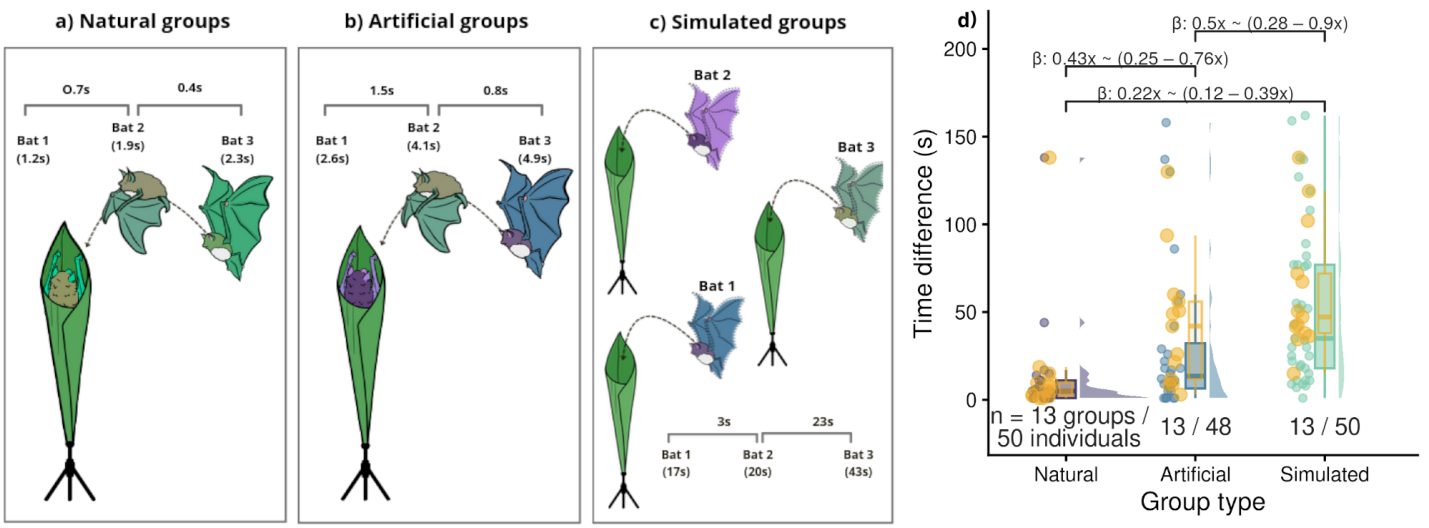 a) Natural groups
0.7s
0.4s
Bat 1
(1.2s)
Bat 2
(1.9s)
Bat 3
(2.3s)
b) Artificial groups
1.5s
0.8s
Bat 1
(2.6s)
Bat 2
(4.1s)
Bat 3
(4.9s)
c) Simulated groups
Bat 2
Bat 3
Bat 1
3s
23s
Bat 1
(17s)
Bat 2
(20s)
Bat 3
(43s)
d)
β: 0.5x ~ (0.28 – 0.9x)
β: 0.43x ~ (0.25 – 0.76x)
β: 0.22x ~ (0.12 – 0.39x)
Time difference (s)
200
150
100
50
0
n = 13 groups /
50 individuals
13 / 48
13 / 50
Natural
Artificial
Simulated
Group type